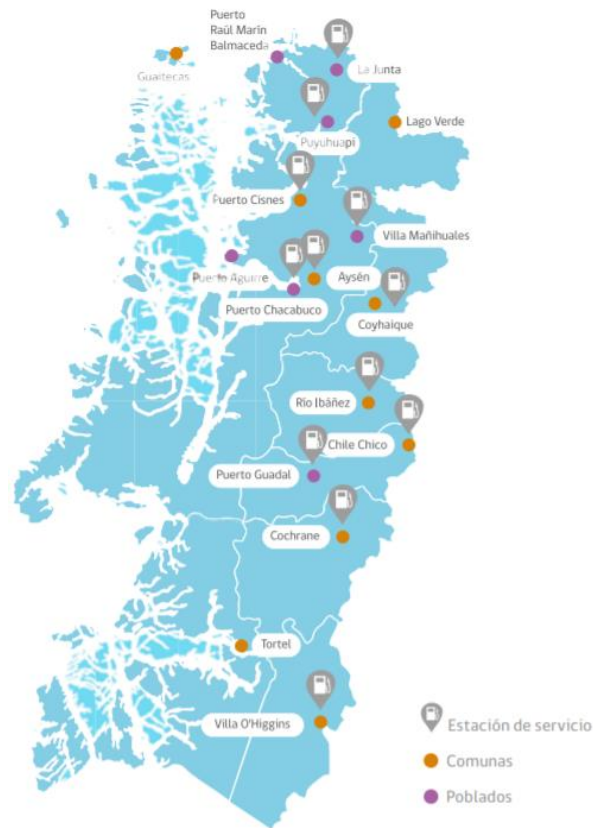 Puerto
Raúl Marín
Balmaceda
Guaitecas
La Junta
Lago Verde
Puyuhuapi
Puerto Cisnes
Villa Mañihuales
Puerto Aguirre
Aysén
Puerto Chacabuco
Coyhaique
Río Ibáñez
Chile Chico
Puerto Guadal
Cochrane
Tortel
Villa O'Higgins
Estación de servicio
Comunas
Poblados